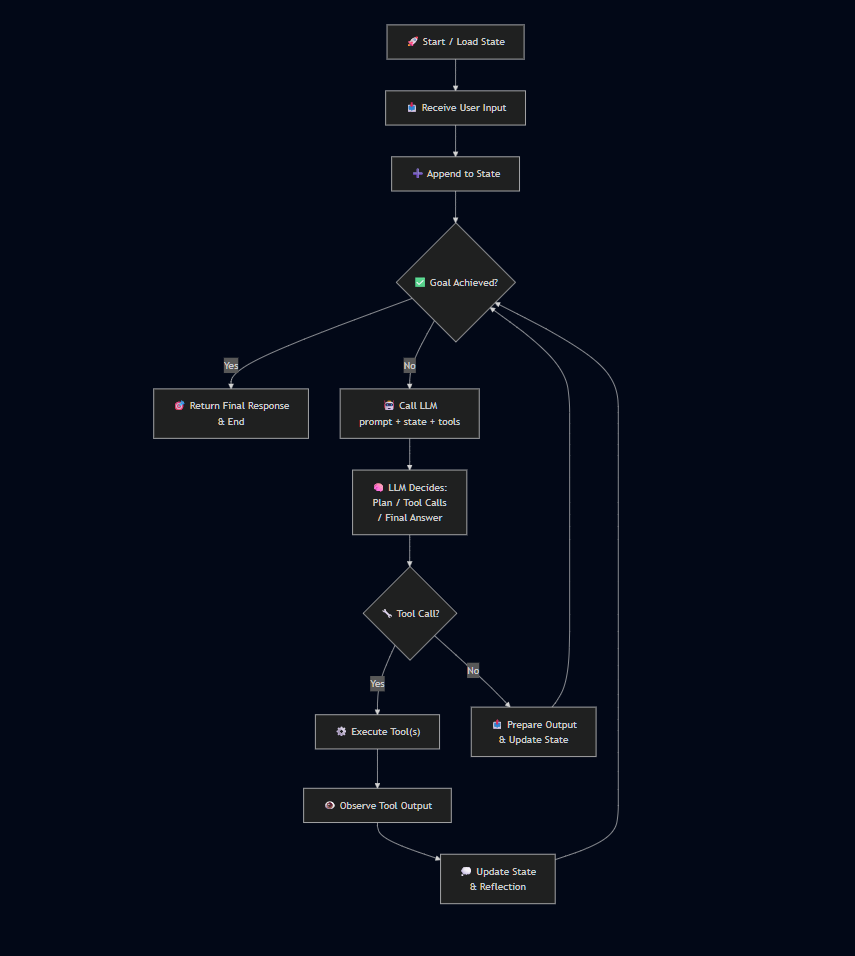 🚀 Start / Load State
📥 Receive User Input
➕ Append to State
✅ Goal Achieved?
Yes
No
🎯 Return Final Response
& End
🤖 Call LLM
prompt + state + tools
🧠 LLM Decides:
Plan / Tool Calls
/ Final Answer
🔧 Tool Call?
Yes
No
⚙️ Execute Tool(s)
📤 Prepare Output
& Update State
👁️ Observe Tool Output
💭 Update State
& Reflection